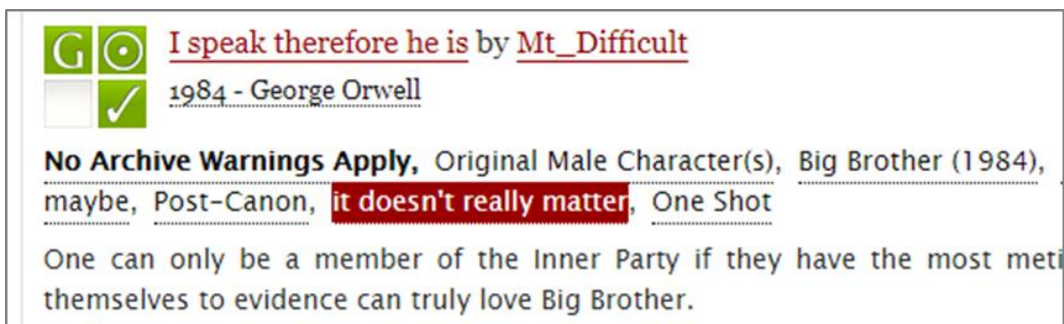 G I speak therefore he is by Mt_Difficult
1984 - George Orwell
No Archive Warnings Apply, Original Male Character(s), Big Brother (1984),
maybe, Post-Canon, it doesn't really matter, One Shot
One can only be a member of the Inner Party if they have the most
themselves to evidence can truly love Big Brother.